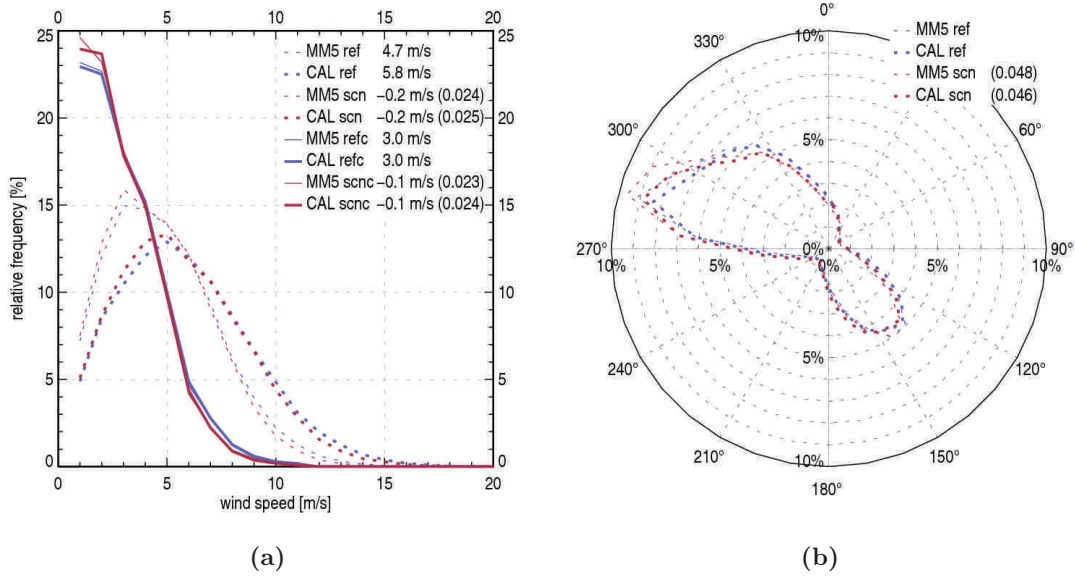 0 5 10 15 20
25 25
20 20
15 15
10 10
5 5
0 0
0 5 10 15 20
relative frequency [%]
wind speed [m/s]
MM5 ref 4.7 m/s
CAL ref 5.8 m/s
MM5 scn −0.2 m/s (0.024)
CAL scn −0.2 m/s (0.025)
MM5 refc 3.0 m/s
CAL refc 3.0 m/s
MM5 scnc −0.1 m/s (0.023)
CAL scnc −0.1 m/s (0.024)
(a)
0°
330°
10%
MM5 ref
CAL ref
MM5 scn (0.048)
CAL scn (0.046)
300° 60°
5%
270° 0% 90°
10% 5% 0% 5% 10%
5%
240° 120°
210° 10% 150°
180°
(b)